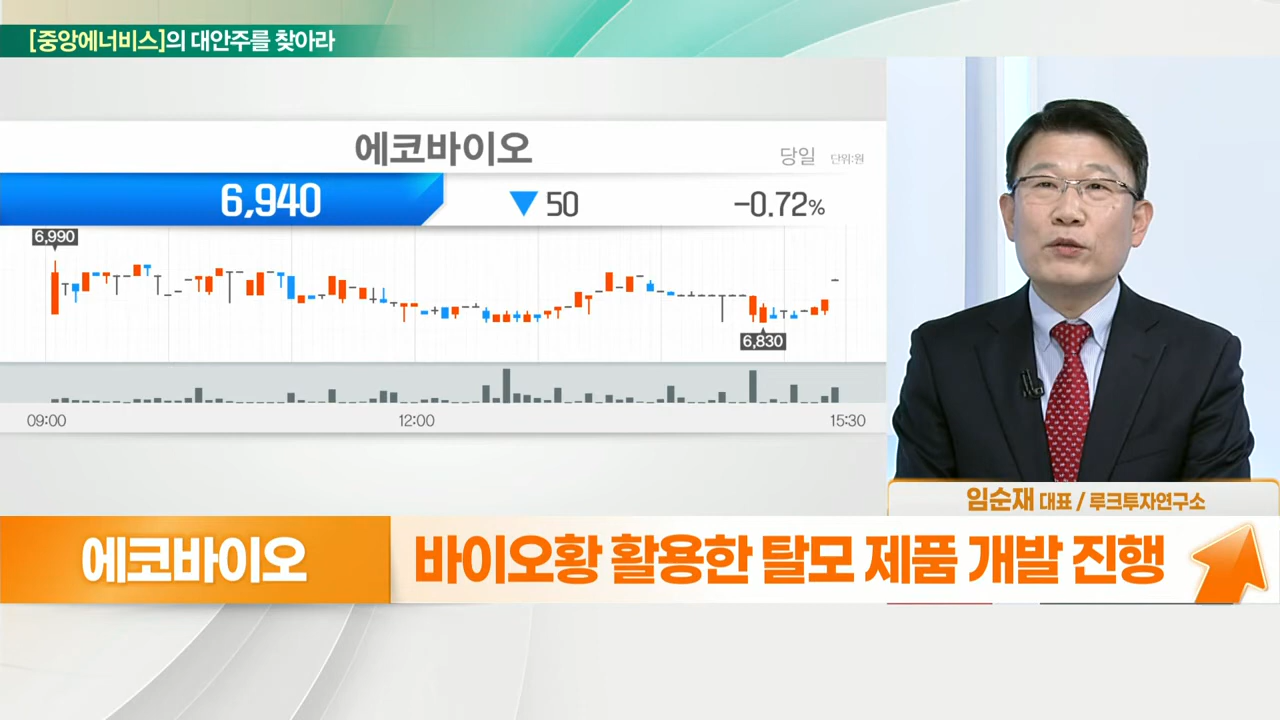 [중앙에너비스]의 대안주를 찾아라
에코바이오
당일 단위:원
6,940 ▼ 50 -0.72%
6,990
6,830
09:00 12:00 15:30
임순재 대표 / 루크투자연구소
에코바이오 바이오황 활용한 탈모 제품 개발 진행